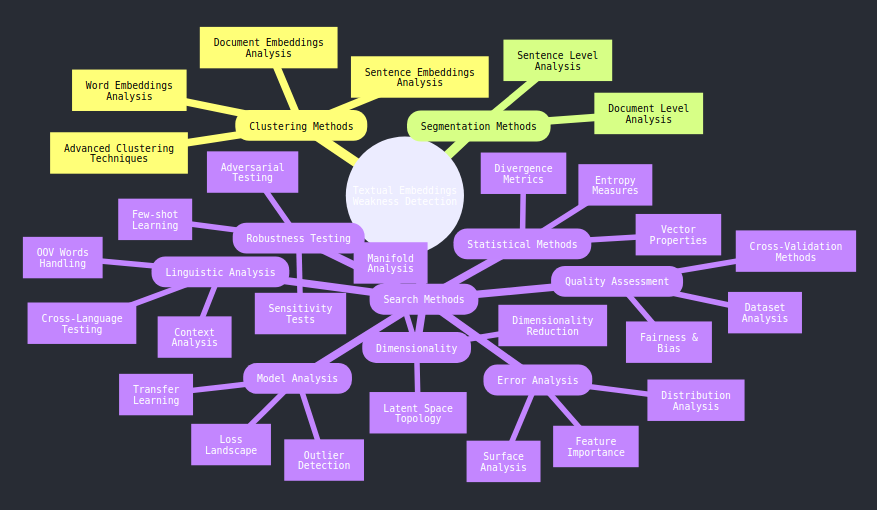 Document Embeddings
Analysis
Sentence Level
Analysis
Sentence Embeddings
Analysis
Word Embeddings
Analysis
Document Level
Analysis
Clustering Methods
Segmentation Methods
Advanced Clustering
Techniques
Adversarial
Testing
Divergence
Metrics
Entropy
Measures
Textual Embeddings
Weakness Detection
Few-shot
Learning
Vector
Properties
Robustness Testing
Statistical Methods
Cross-Validation
Methods
OOV Words
Handling
Manifold
Analysis
Linguistic Analysis
Quality Assessment
Search Methods
Sensitivity
Tests
Dataset
Analysis
Cross-Language
Testing
Context
Analysis
Dimensionality
Reduction
Fairness &
Bias
Dimensionality
Model Analysis
Error Analysis
Transfer
Learning
Distribution
Analysis
Latent Space
Topology
Loss
Landscape
Feature
Importance
Outlier
Detection
Surface
Analysis